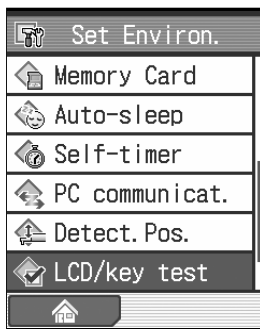 Set Environ.
Memory Card
Auto-sleep
Self-timer
PC communicat.
Detect.Pos.
LCD/key test